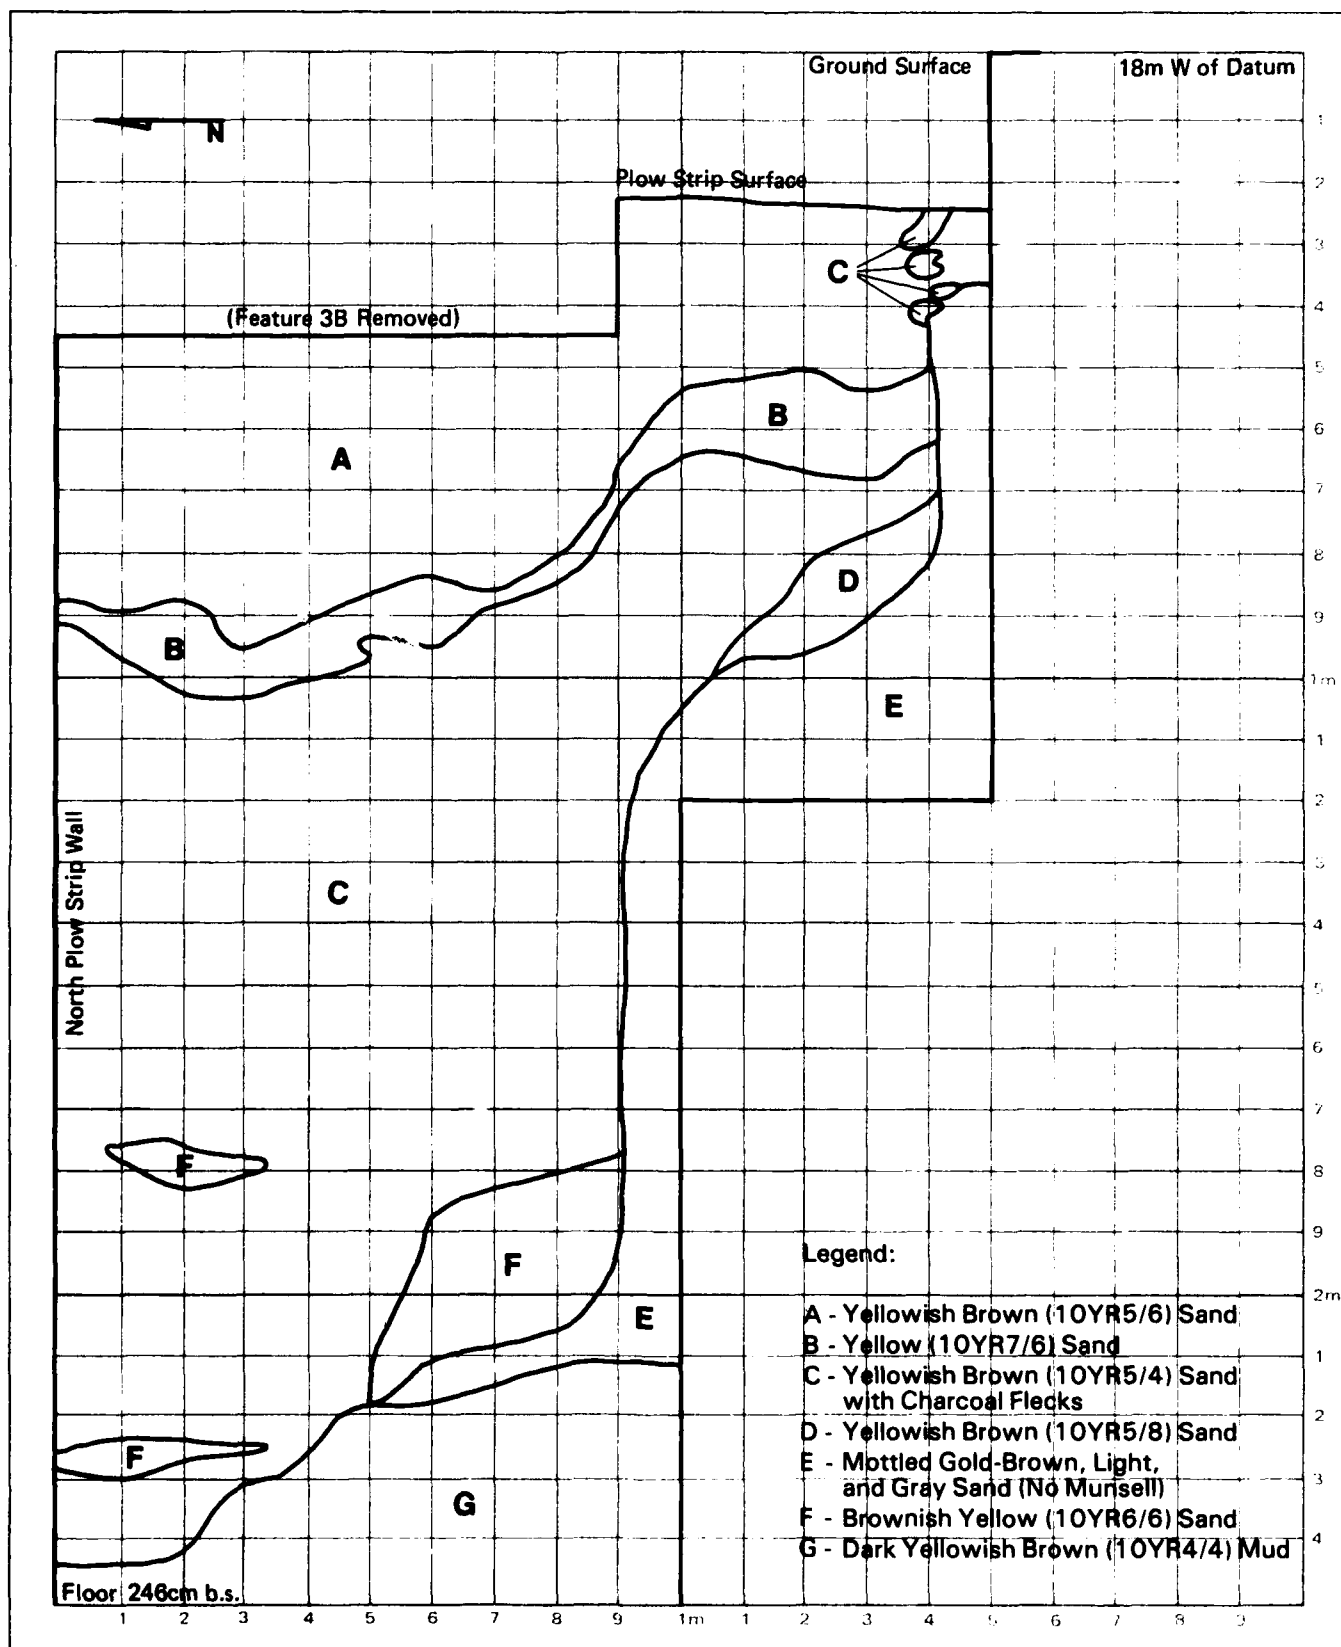 Ground Surface
18m W of Datum
N
1
Plow Strip Surface
2
3
C
4
(Feature 3B Removed)
5
B
6
A
7
8
D
9
B
1m
E
1
2
North Plow Strip Wall
C
4
5
6
7
F
8
9
Legend:
F
2m
E
A - Yellowish Brown (10YR5/6) Sand
B - Yellow (10YR7/6) Sand
1
C - Yellowish Brown (10YR5/4) Sand
with Charcoal Flecks
2
D - Yellowish Brown (10YR5/8) Sand
F
E - Mottled Gold-Brown, Light,
and Gray Sand (No Munsell)
3
G
F - Brownish Yellow (10YR6/6) Sand
4
G - Dark Yellowish Brown (10YR4/4) Mud
Floor 246cm b.s.
1 2 3 4 5 6 7 8 9 1m 1 2 3 4 5 6 7 8 9